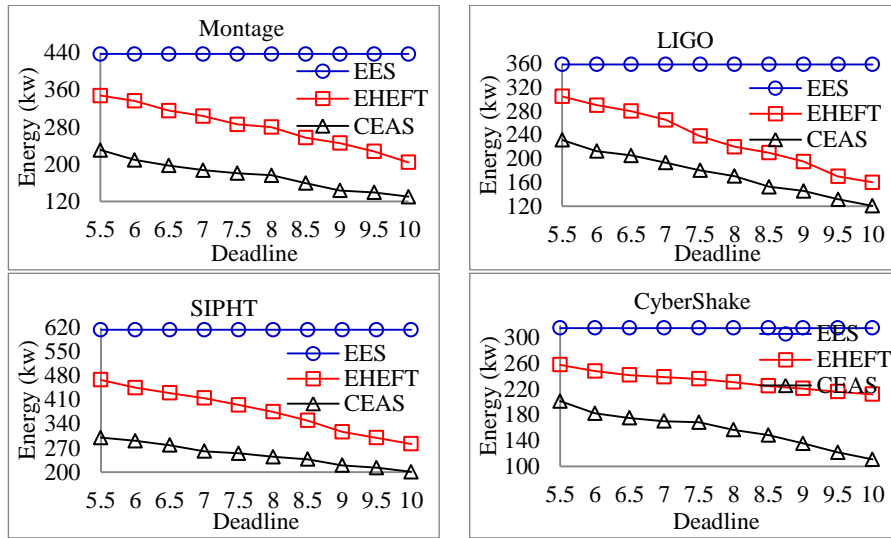 Montage
Energy (kw)
440
360
280
200
120
EES
EHEFT
CEAS
5.5 6 6.5 7 7.5 8 8.5 9 9.5 10
Deadline
LIGO
Energy (kw)
360
320
280
240
200
160
120
EES
EHEFT
CEAS
5.5 6 6.5 7 7.5 8 8.5 9 9.5 10
Deadline
SIPHT
Energy (kw)
620
550
480
410
340
270
200
EES
EHEFT
CEAS
5.5 6 6.5 7 7.5 8 8.5 9 9.5 10
Deadline
CyberShake
Energy (kw)
300
260
220
180
140
100
EES
EHEFT
CEAS
5.5 6 6.5 7 7.5 8 8.5 9 9.5 10
Deadline